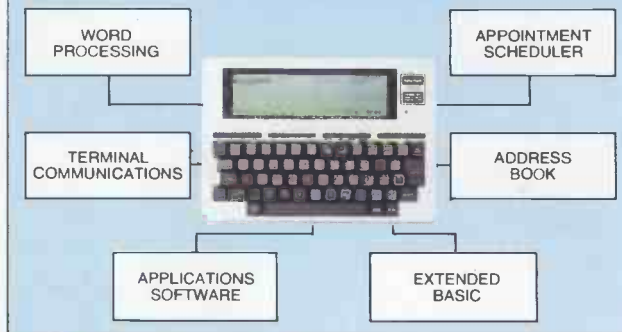 WORD
PROCESSING
APPOINTMENT
SCHEDULER
TERMINAL
COMMUNICATIONS
ADDRESS
BOOK
APPLICATIONS
SOFTWARE
EXTENDED
BASIC